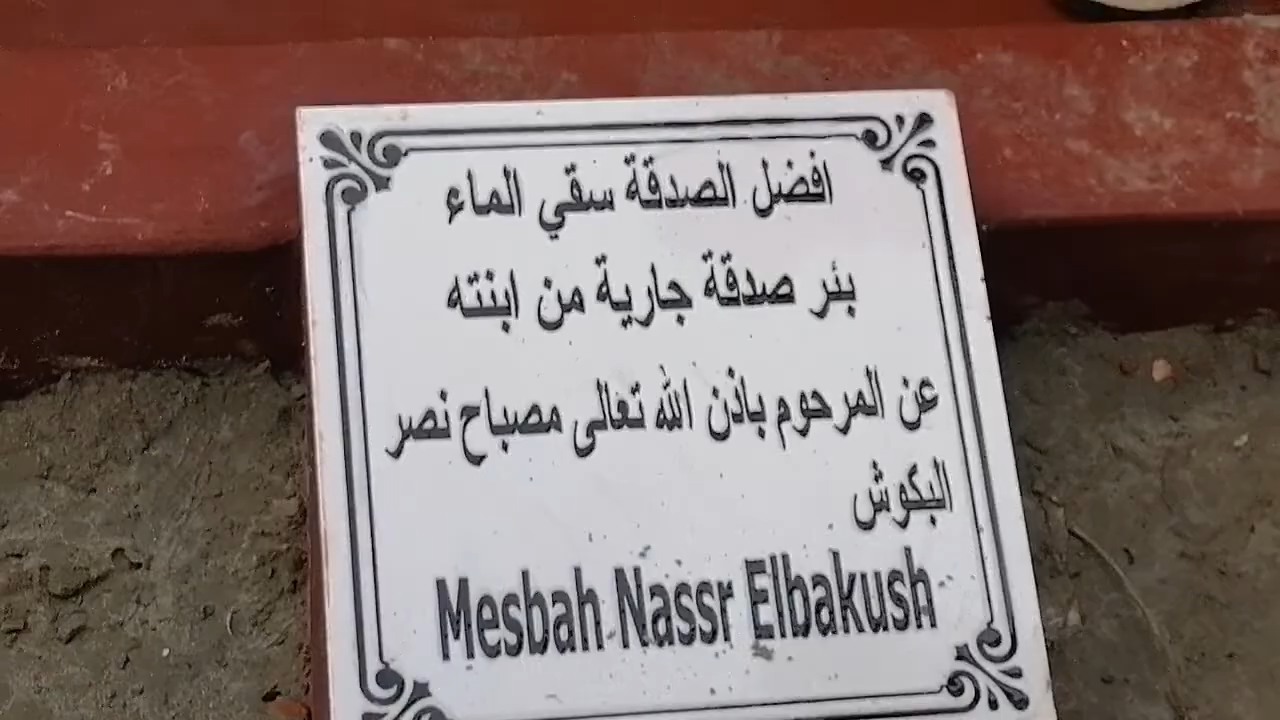 افضل الصدقة سقي الماء
بئر صدقة جارية من ابنته
عن المرحوم باذن الله تعالى مصباح نصر
البكوش
Mesbah Nassr Elbakush